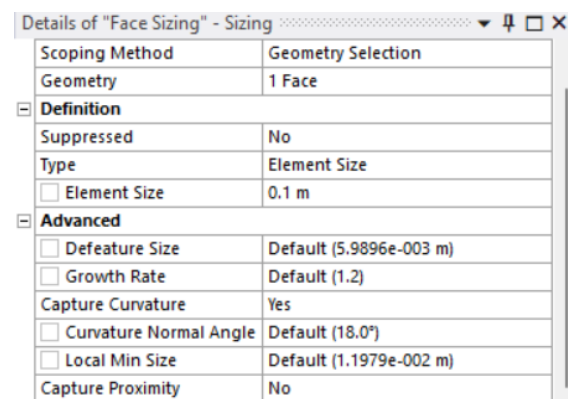 Details of "Face Sizing" - Sizing
Scoping Method Geometry Selection
Geometry 1 Face
Definition
Suppressed No
Type Element Size
Element Size 0.1 m
Advanced
Defeature Size Default (5.9896e-003 m)
Growth Rate Default (1.2)
Capture Curvature Yes
Curvature Normal Angle Default (18.0°)
Local Min Size Default (1.1979e-002 m)
Capture Proximity No